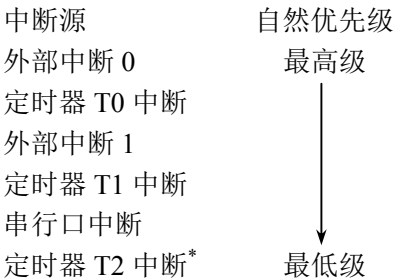 中断源 自然优先级
外部中断 0 最高级
定时器 T0 中断
外部中断 1
定时器 T1 中断
串行口中断
定时器 T2 中断* 最低级